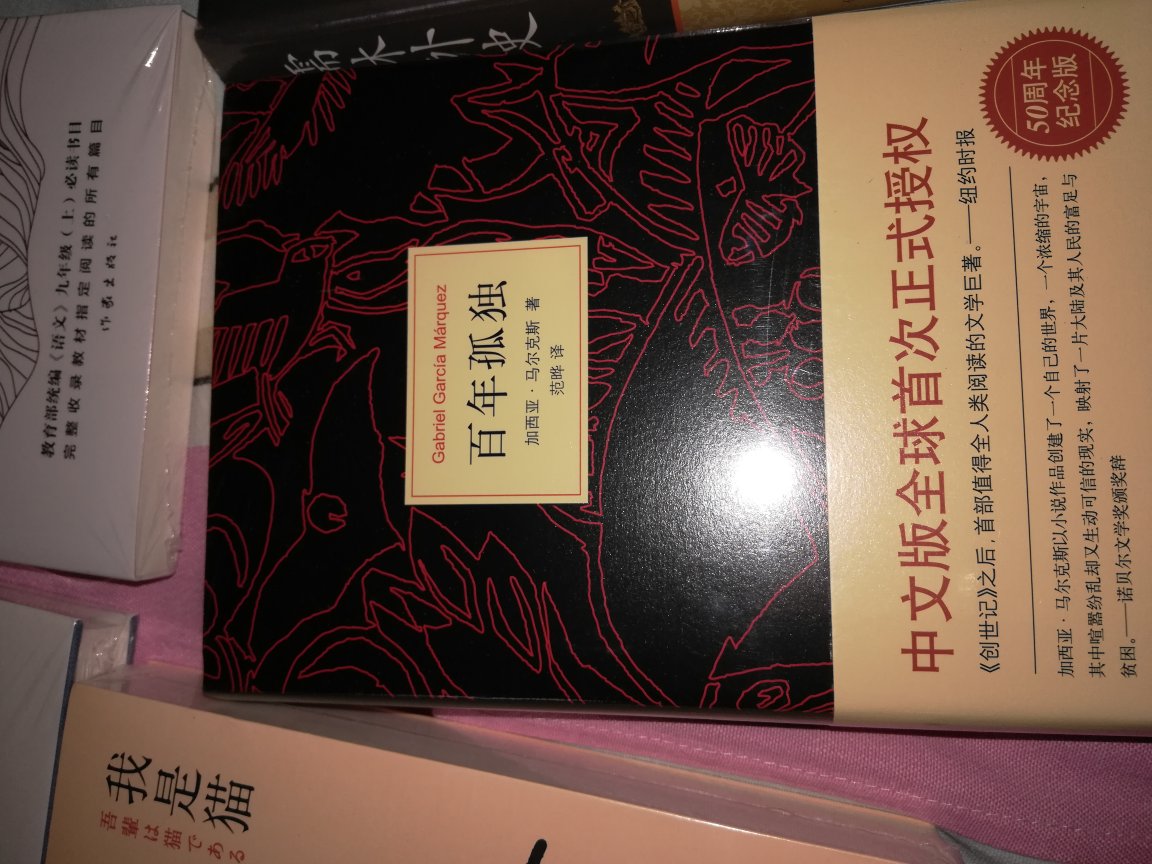 教育部统编《语文》九年级（上）必读书目
完整收录教材指定阅读的所有篇目
作家出版社
Gabriel García Márquez
百年孤独
加西亚·马尔克斯 著
范晔 译
50周年
纪念版
中文版全球首次正式授权
《创世记》之后，首部值得全人类阅读的文学巨著。——纽约时报
加西亚·马尔克斯以小说作品创建了一个自己的世界，一个浓缩的宇宙，
其中喧嚣纷乱却又生动可信的现实，映射了一片大陆及其人民的富足与
贫困。——诺贝尔文学奖颁奖辞
我是猫
吾輩は猫である